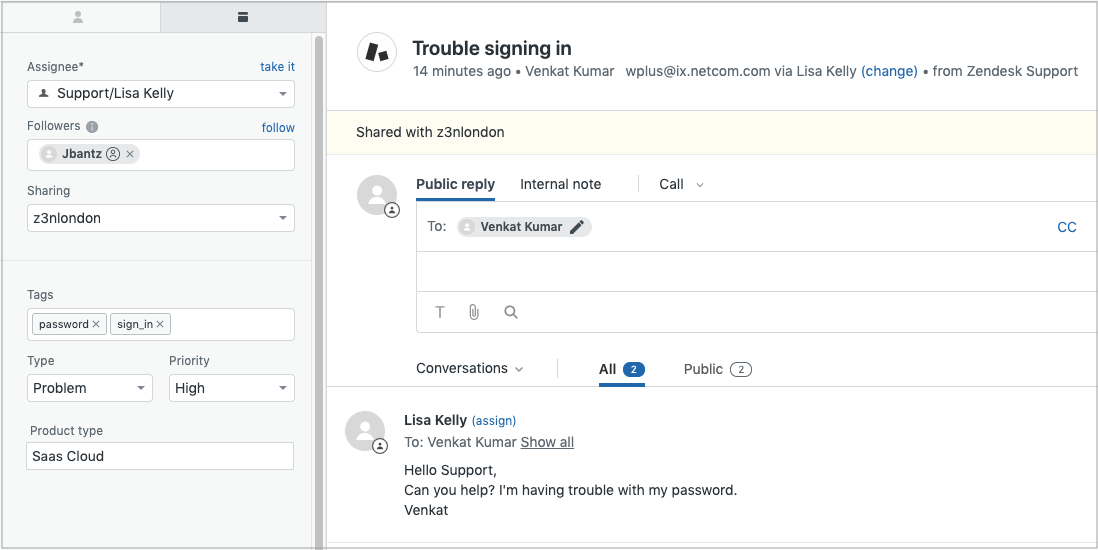 Assignee* take it
Support/Lisa Kelly
Followers follow
Jbantz
Sharing
z3nlondon
Tags
password sign_in
Type Priority
Problem High
Product type
Saas Cloud
Trouble signing in
14 minutes ago • Venkat Kumar wplus@ix.netcom.com via Lisa Kelly (change) • from Zendesk Support
Shared with z3nlondon
Public reply Internal note Call
To: Venkat Kumar CC
T
Conversations All 2 Public 2
Lisa Kelly (assign)
To: Venkat Kumar Show all
Hello Support,
Can you help? I'm having trouble with my password.
Venkat